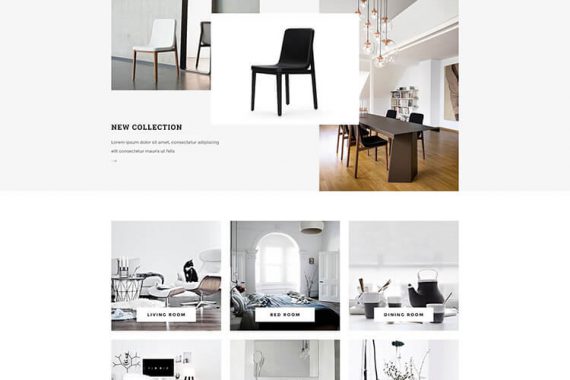 NEW COLLECTION
Lorem ipsum dolor sit amet, consectetur adipiscing
elit consectetur mauris ut felis
LIVING ROOM
BED ROOM
DINING ROOM